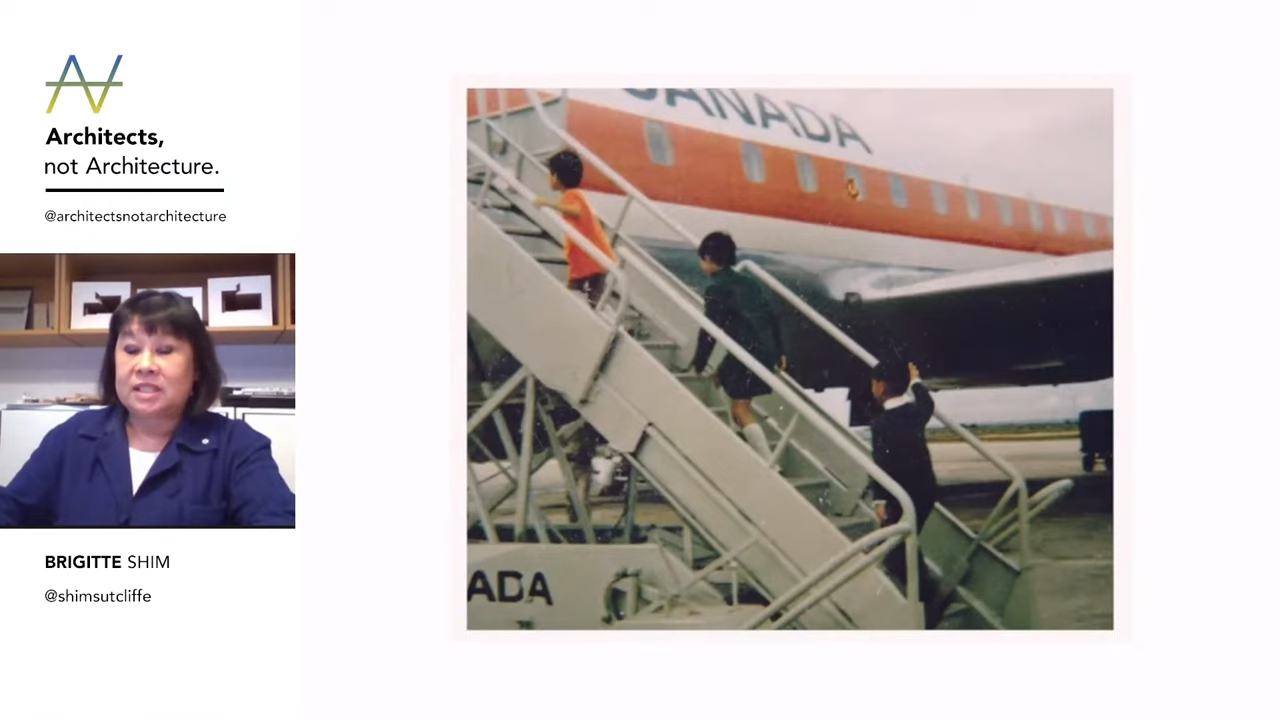 Architects,
not Architecture.
@architectsnotarchitecture
BRIGITTE SHIM
@shimsutcliffe
CANADA
ADA